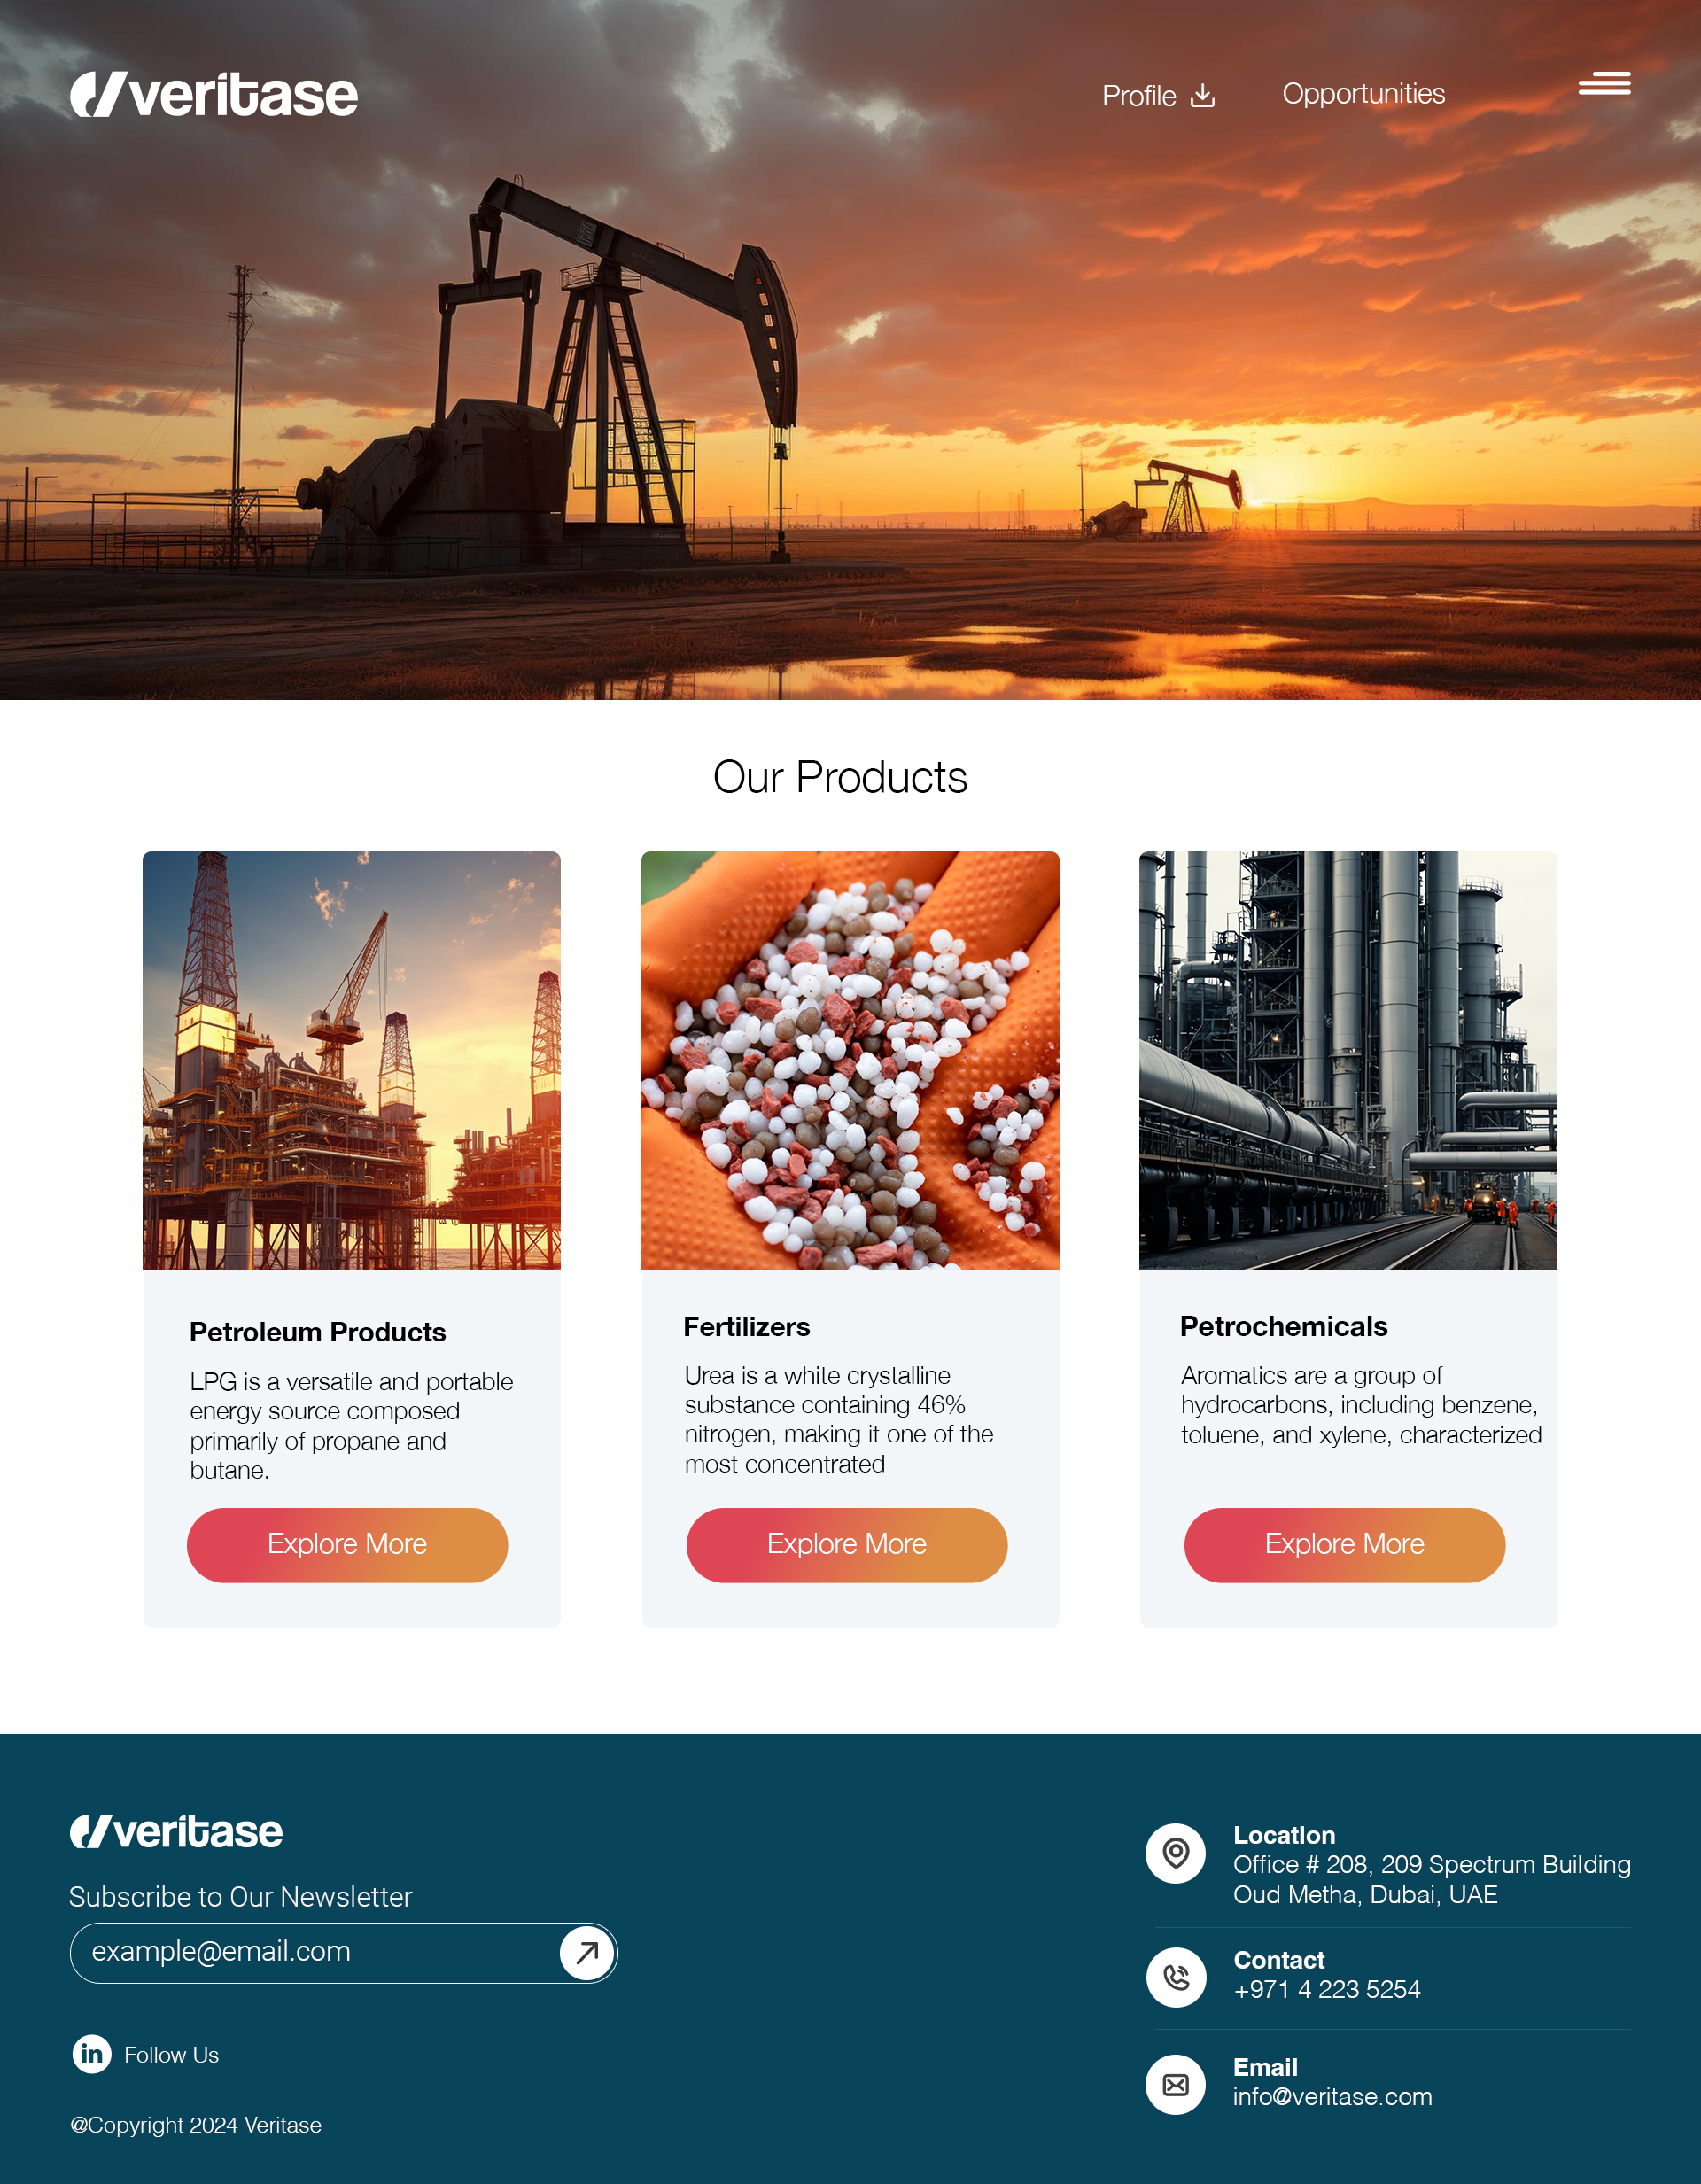 veritase
Profile
Opportunities
Our Products
Petroleum Products
LPG is a versatile and portable
energy source composed
primarily of propane and
butane.
Explore More
Fertilizers
Urea is a white crystalline
substance containing 46%
nitrogen, making it one of the
most concentrated
Explore More
Petrochemicals
Aromatics are a group of
hydrocarbons, including benzene,
toluene, and xylene, characterized
Explore More
veritase
Subscribe to Our Newsletter
example@email.com
in Follow Us
@Copyright 2024 Veritase
Location
Office # 208, 209 Spectrum Building
Oud Metha, Dubai, UAE
Contact
+971 4 223 5254
Email
info@veritase.com